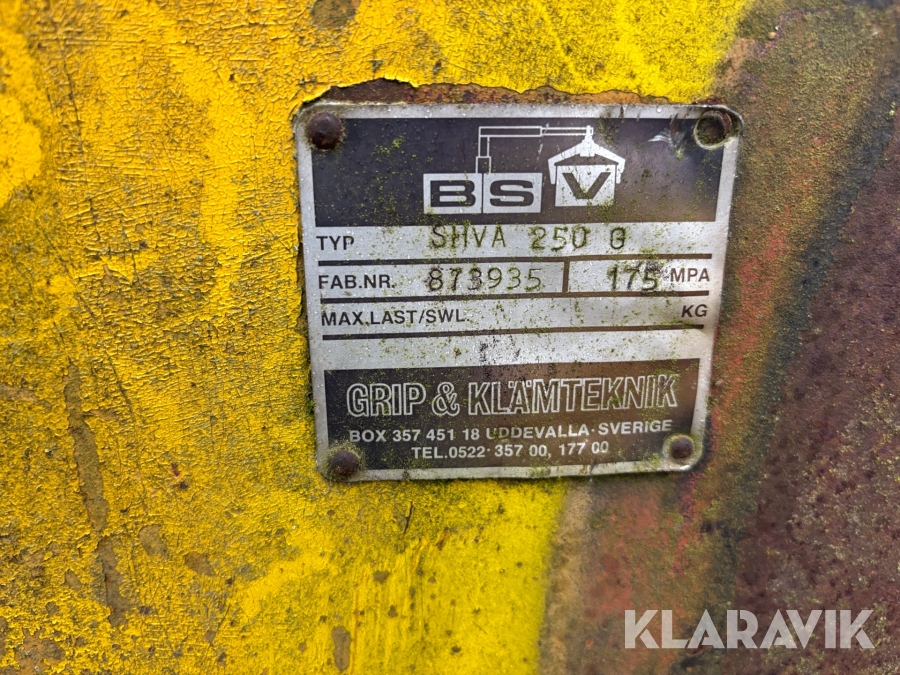 BSV
TYP SHVA 250 G
FAB.NR. 873935 175 MPA
MAX.LAST/SWL. KG
GRIP & KLÄMTEKNIK
BOX 357 451 18 UDDEVALLA·SVERIGE
TEL.0522·357 00, 177 00
KLARAVIK